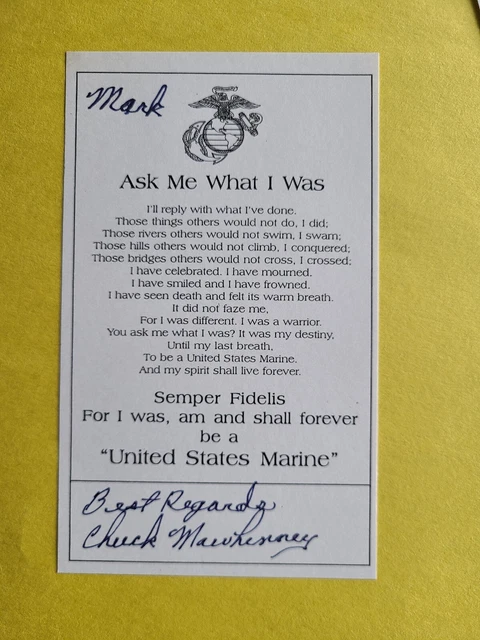 Mark
Ask Me What I Was
I'll reply with what I've done.
Those things others would not do, I did;
Those rivers others would not swim, I swam;
Those hills others would not climb, I conquered;
Those bridges others would not cross, I crossed;
I have celebrated. I have mourned.
I have smiled and I have frowned.
I have seen death and felt its warm breath.
It did not faze me,
For I was different. I was a warrior.
You ask me what I was? It was my destiny,
Until my last breath,
To be a United States Marine.
And my spirit shall live forever.
Semper Fidelis
For I was, am and shall forever
be a
“United States Marine”
Best Regards
Chuck Mawhinney